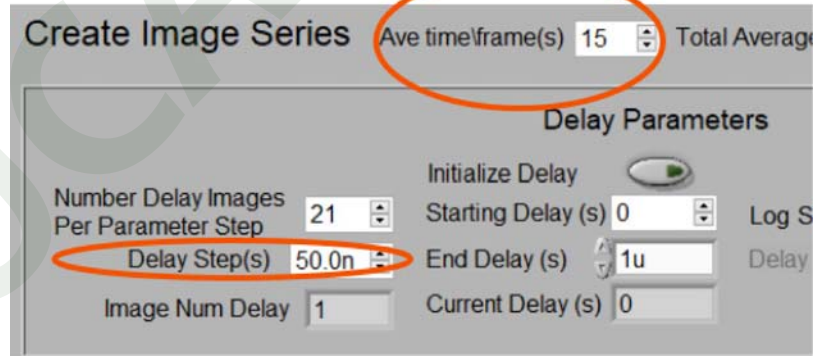 Create Image Series Ave time\frame(s) 15 Total Average
Delay Parameters
Initialize Delay
Number Delay Images
Per Parameter Step 21 Starting Delay (s) 0 Log S
Delay Step(s) 50.0n End Delay (s) 1u Delay
Image Num Delay 1 Current Delay (s) 0